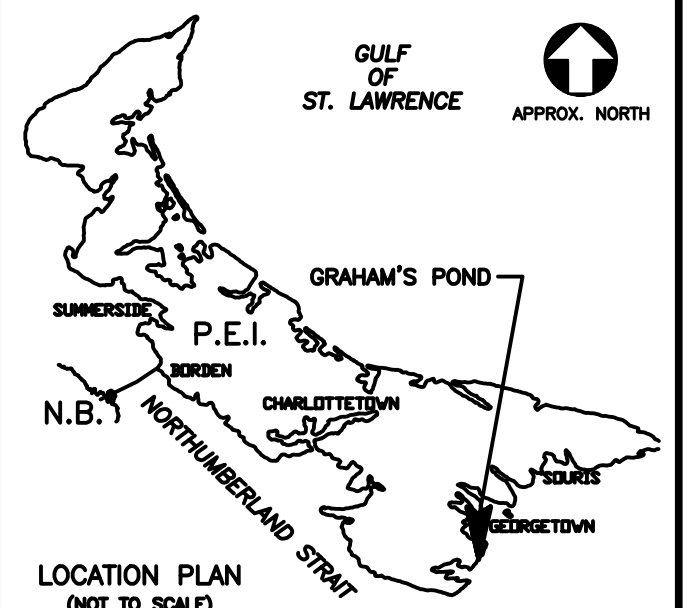 GULF
OF
ST. LAWRENCE
APPROX. NORTH
GRAHAM'S POND
SUMMERSIDE
P.E.I.
BORDEN
N.B.
CHARLOTTETOWN
NORTHUMBERLAND STRAIT
SOURIS
GEORGETOWN
LOCATION PLAN
(NOT TO SCALE)